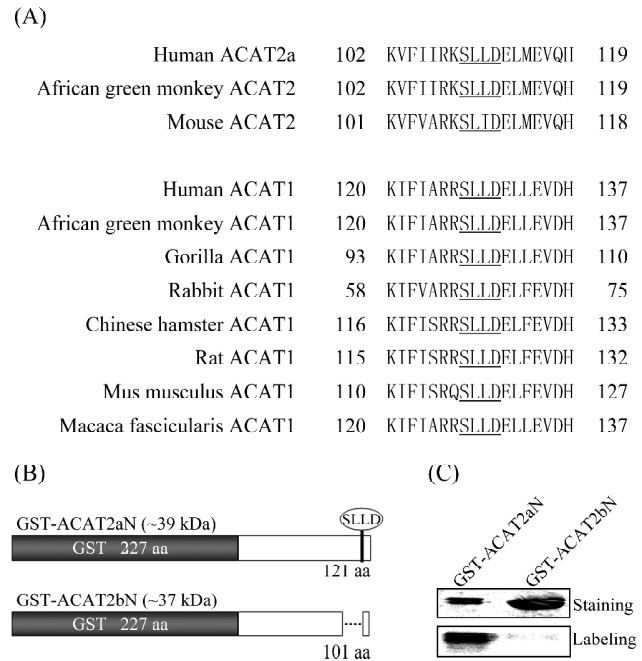 (A)
Human ACAT2a 102 KVFIIRKSLLDELMEVQH 119
African green monkey ACAT2 102 KVFIIRKSLLDELMEVQH 119
Mouse ACAT2 101 KVFVARKSLIDELMEVQH 118
Human ACAT1 120 KIFIARRSLLDELLEVDH 137
African green monkey ACAT1 120 KIFIARRSLLDELLEVDH 137
Gorilla ACAT1 93 KIFIARRSLLDELLEVDH 110
Rabbit ACAT1 58 KIFVARRSLLDELFEVDH 75
Chinese hamster ACAT1 116 KIFISRRSLLDELFEVDH 133
Rat ACAT1 115 KIFISRRSLLDELFEVDH 132
Mus musculus ACAT1 110 KIFISRQSLLDELFEVDH 127
Macaca fascicularis ACAT1 120 KIFIARRSLLDELLEVDH 137
(B)
GST-ACAT2aN (~39 kDa)
SLLD
GST 227 aa
121 aa
GST-ACAT2bN (~37 kDa)
GST 227 aa
101 aa
(C)
GST-ACAT2aN
GST-ACAT2bN
Staining
Labeling